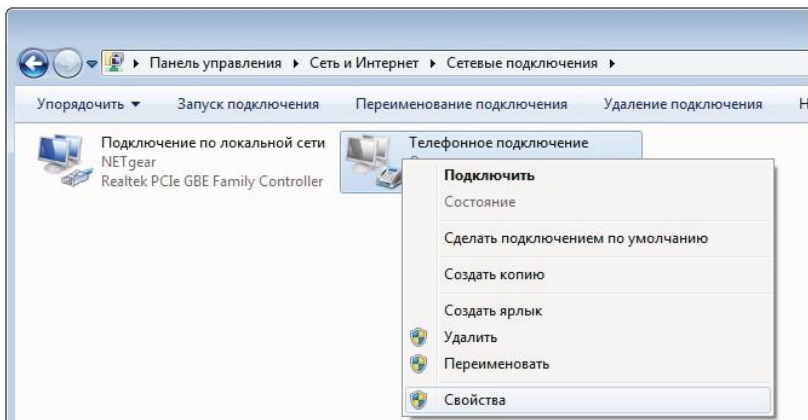 Панель управления ▸ Сеть и Интернет ▸ Сетевые подключения ▸
Упорядочить ▼ Запуск подключения Переименование подключения Удаление подключения
Подключение по локальной сети
NETgear
Realtek PCIe GBE Family Controller
Телефонное подключение
Подключить
Состояние
Сделать подключением по умолчанию
Создать копию
Создать ярлык
Удалить
Переименовать
Свойства